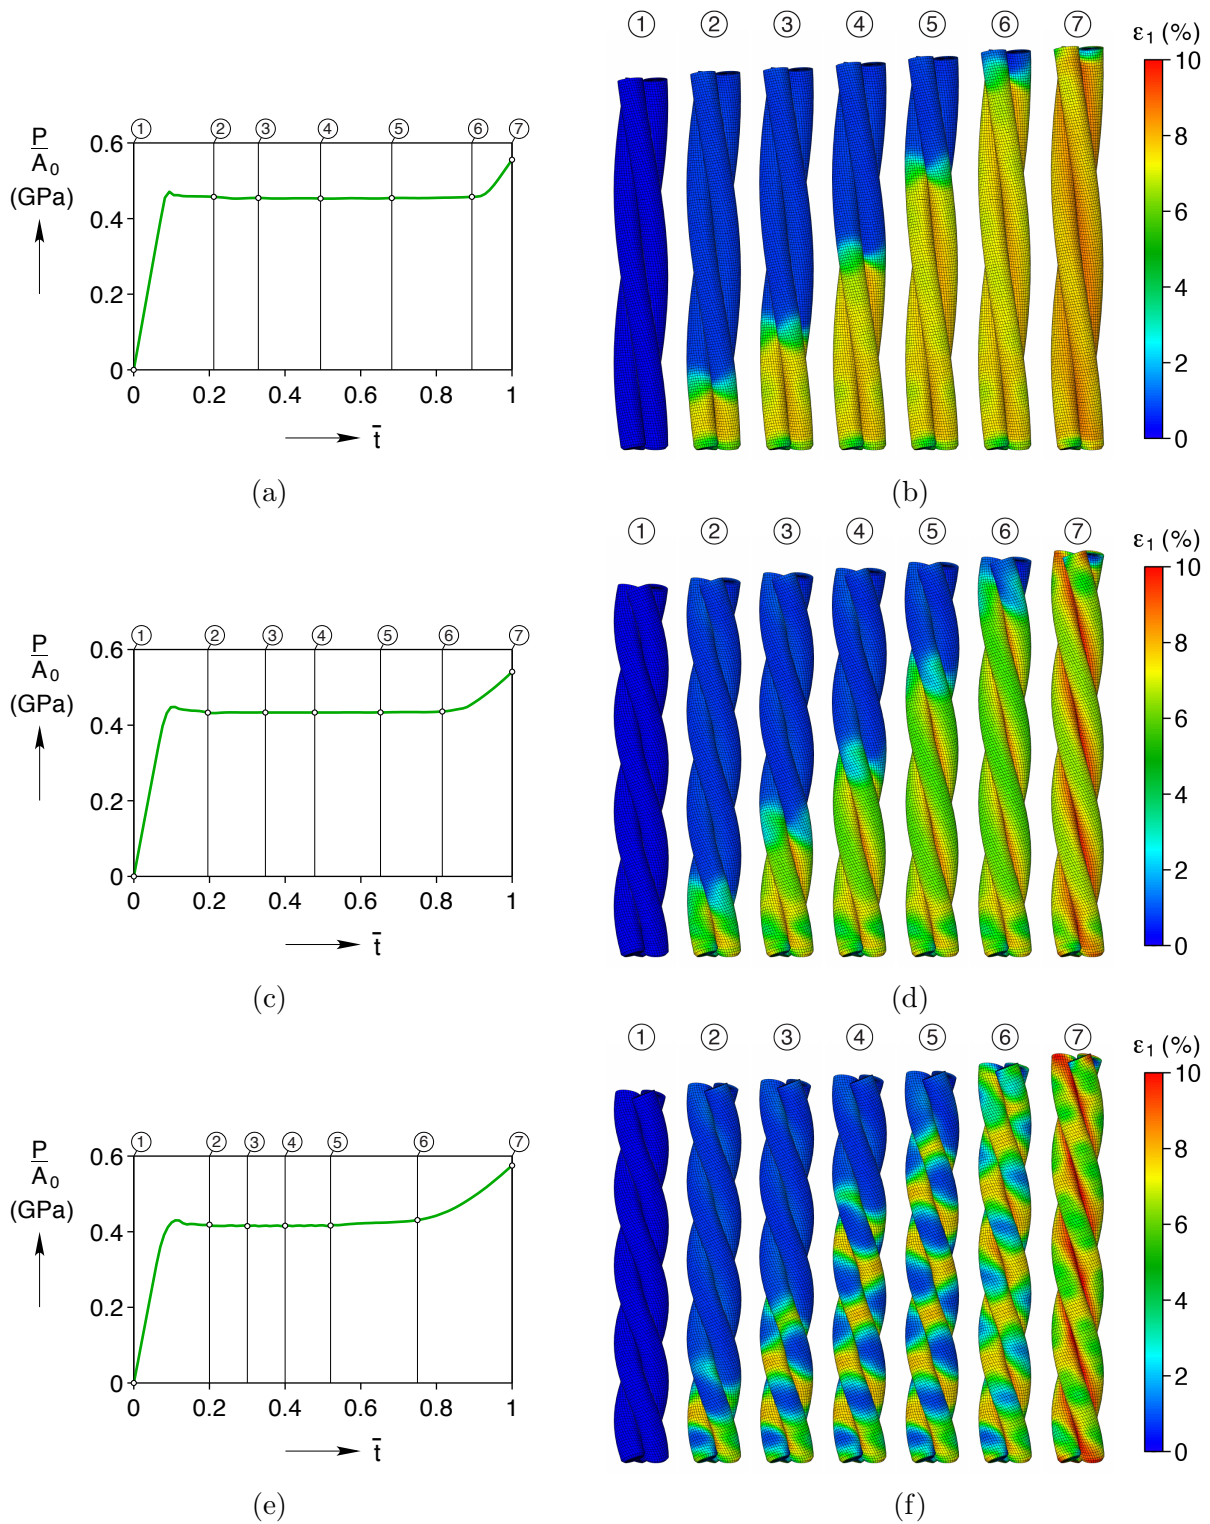 ① ② ③ ④ ⑤ ⑥ ⑦
ε1 (%)
10
8
6
4
2
0
P
A0
(GPa)
① ② ③ ④ ⑤ ⑥ ⑦
0.6
0.4
0.2
0
0 0.2 0.4 0.6 0.8 1
t̄
(a) (b)
① ② ③ ④ ⑤ ⑥ ⑦
ε1 (%)
10
8
6
4
2
0
P
A0
(GPa)
① ② ③ ④ ⑤ ⑥ ⑦
0.6
0.4
0.2
0
0 0.2 0.4 0.6 0.8 1
t̄
(c) (d)
① ② ③ ④ ⑤ ⑥ ⑦
ε1 (%)
10
8
6
4
2
0
P
A0
(GPa)
① ② ③ ④ ⑤ ⑥ ⑦
0.6
0.4
0.2
0
0 0.2 0.4 0.6 0.8 1
t̄
(e) (f)